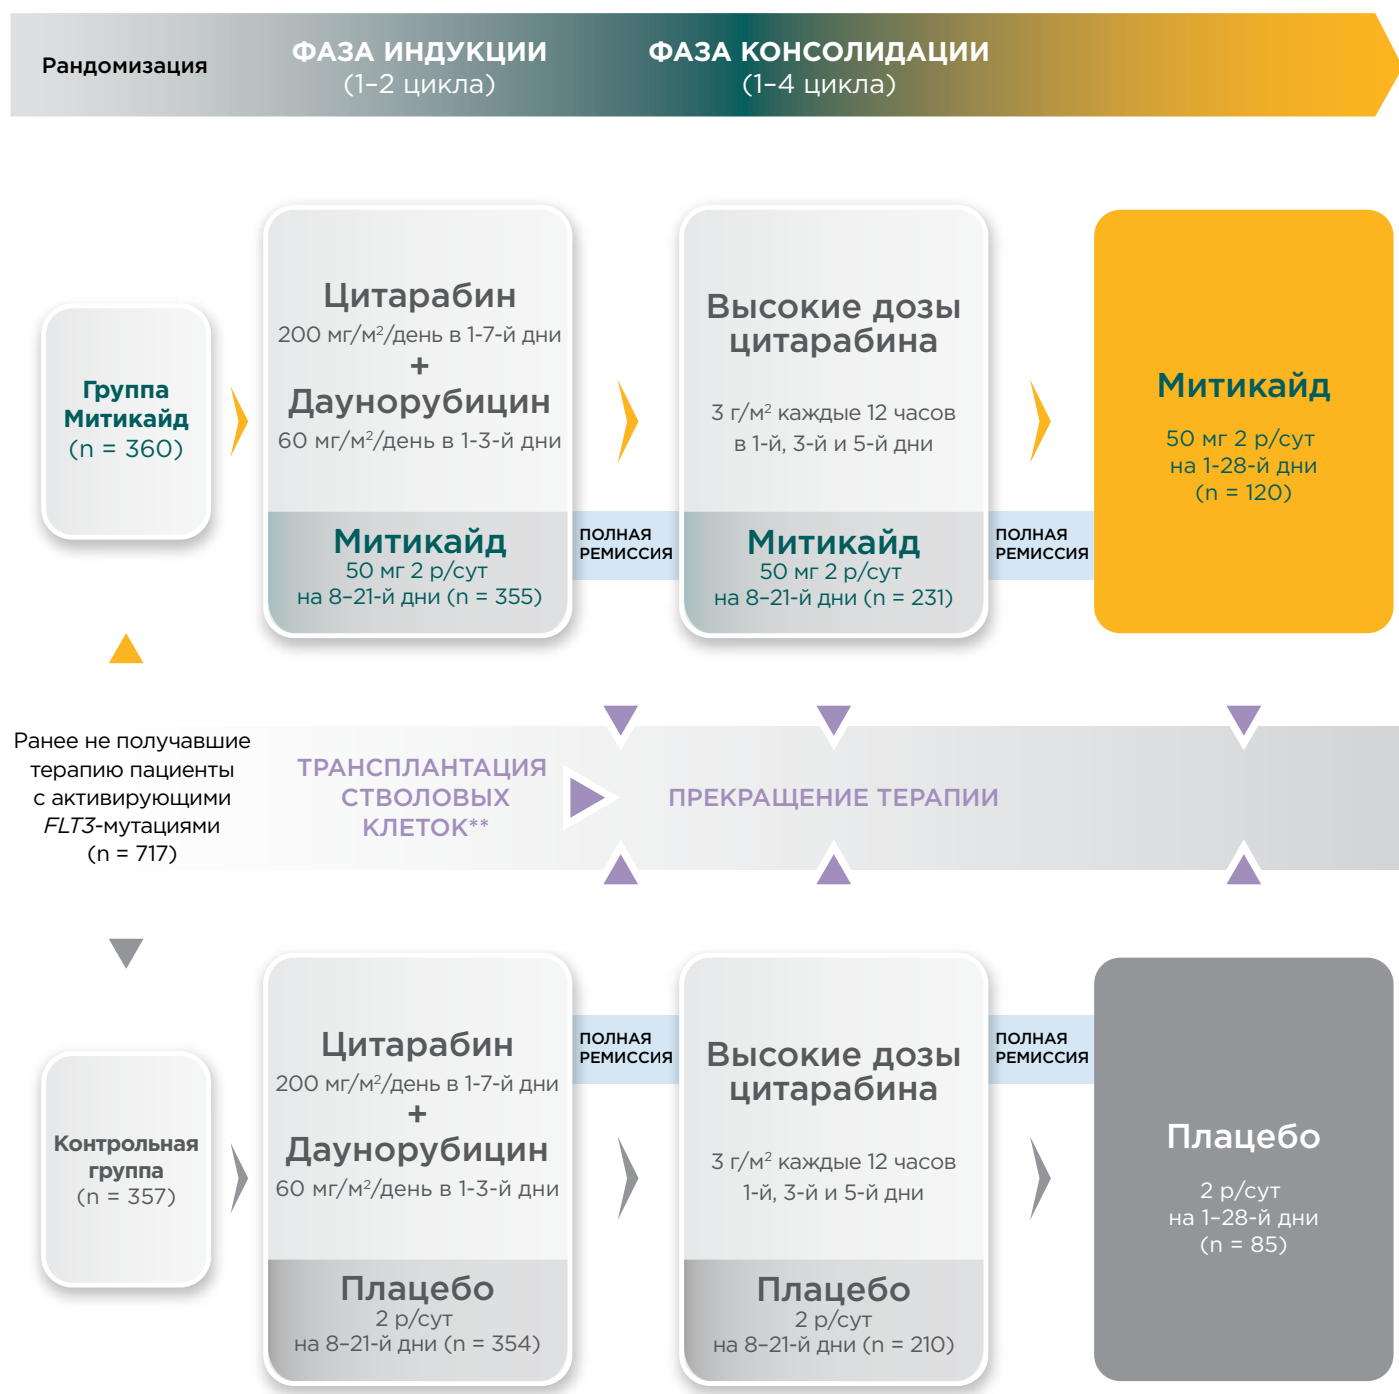 Рандомизация
ФАЗА ИНДУКЦИИ
(1–2 цикла)
ФАЗА КОНСОЛИДАЦИИ
(1–4 цикла)
Группа
Митикайд
(n = 360)
Цитарабин
200 мг/м²/день в 1-7-й дни
+
Даунорубицин
60 мг/м²/день в 1-3-й дни
Митикайд
50 мг 2 р/сут
на 8–21-й дни (n = 355)
ПОЛНАЯ
РЕМИССИЯ
Высокие дозы
цитарабина
3 г/м² каждые 12 часов
в 1-й, 3-й и 5-й дни
Митикайд
50 мг 2 р/сут
на 8–21-й дни (n = 231)
ПОЛНАЯ
РЕМИССИЯ
Митикайд
50 мг 2 р/сут
на 1-28-й дни
(n = 120)
Ранее не получавшие
терапию пациенты
с активирующими
FLT3-мутациями
(n = 717)
ТРАНСПЛАНТАЦИЯ
СТВОЛОВЫХ
КЛЕТОК**
ПРЕКРАЩЕНИЕ ТЕРАПИИ
Контрольная
группа
(n = 357)
Цитарабин
200 мг/м²/день в 1-7-й дни
+
Даунорубицин
60 мг/м²/день в 1-3-й дни
Плацебо
2 р/сут
на 8–21-й дни (n = 354)
ПОЛНАЯ
РЕМИССИЯ
Высокие дозы
цитарабина
3 г/м² каждые 12 часов
1-й, 3-й и 5-й дни
Плацебо
2 р/сут
на 8–21-й дни (n = 210)
ПОЛНАЯ
РЕМИССИЯ
Плацебо
2 р/сут
на 1–28-й дни
(n = 85)